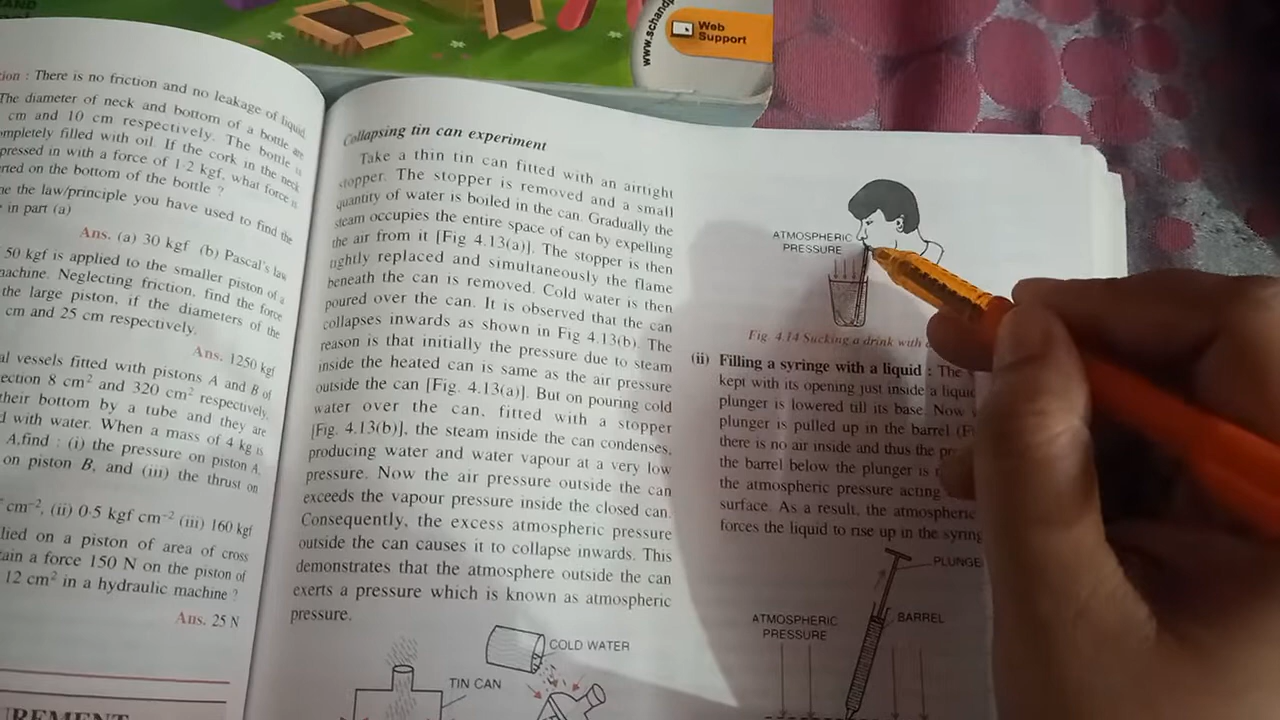 Web
Support
www.schand
tion : There is no friction and no leakage of liquid.
The diameter of neck and bottom of a bottle are
cm and 10 cm respectively. The bottle is
ompletely filled with oil. If the cork in the neck
pressed in with a force of 1·2 kgf, what force is
rted on the bottom of the bottle ?
ne the law/principle you have used to find the
in part (a)
Ans. (a) 30 kgf (b) Pascal's law
50 kgf is applied to the smaller piston of a
machine. Neglecting friction, find the force
the large piston, if the diameters of the
cm and 25 cm respectively.
Ans. 1250 kgf
al vessels fitted with pistons A and B of
ection 8 cm² and 320 cm² respectively,
their bottom by a tube and they are
d with water. When a mass of 4 kg is
A, find : (i) the pressure on piston A,
on piston B, and (iii) the thrust on
cm⁻², (ii) 0·5 kgf cm⁻² (iii) 160 kgf
lied on a piston of area of cross
tain a force 150 N on the piston of
12 cm² in a hydraulic machine ?
Ans. 25 N
UREMENT
Collapsing tin can experiment
Take a thin tin can fitted with an airtight
stopper. The stopper is removed and a small
quantity of water is boiled in the can. Gradually the
steam occupies the entire space of can by expelling
the air from it [Fig 4.13(a)]. The stopper is then
tightly replaced and simultaneously the flame
beneath the can is removed. Cold water is then
poured over the can. It is observed that the can
collapses inwards as shown in Fig 4.13(b). The
reason is that initially the pressure due to steam
inside the heated can is same as the air pressure
outside the can [Fig. 4.13(a)]. But on pouring cold
water over the can, fitted with a stopper
[Fig. 4.13(b)], the steam inside the can condenses,
producing water and water vapour at a very low
pressure. Now the air pressure outside the can
exceeds the vapour pressure inside the closed can.
Consequently, the excess atmospheric pressure
outside the can causes it to collapse inwards. This
demonstrates that the atmosphere outside the can
exerts a pressure which is known as atmospheric
pressure.
COLD WATER
TIN CAN
ATMOSPHERIC
PRESSURE
Fig. 4.14 Sucking a drink with
(ii) Filling a syringe with a liquid : The
kept with its opening just inside a liquid
plunger is lowered till its base. Now
plunger is pulled up in the barrel (F
there is no air inside and thus the pr
the barrel below the plunger is
the atmospheric pressure acting
surface. As a result, the atmospheric
forces the liquid to rise up in the syring
PLUNGE
ATMOSPHERIC
PRESSURE
BARREL